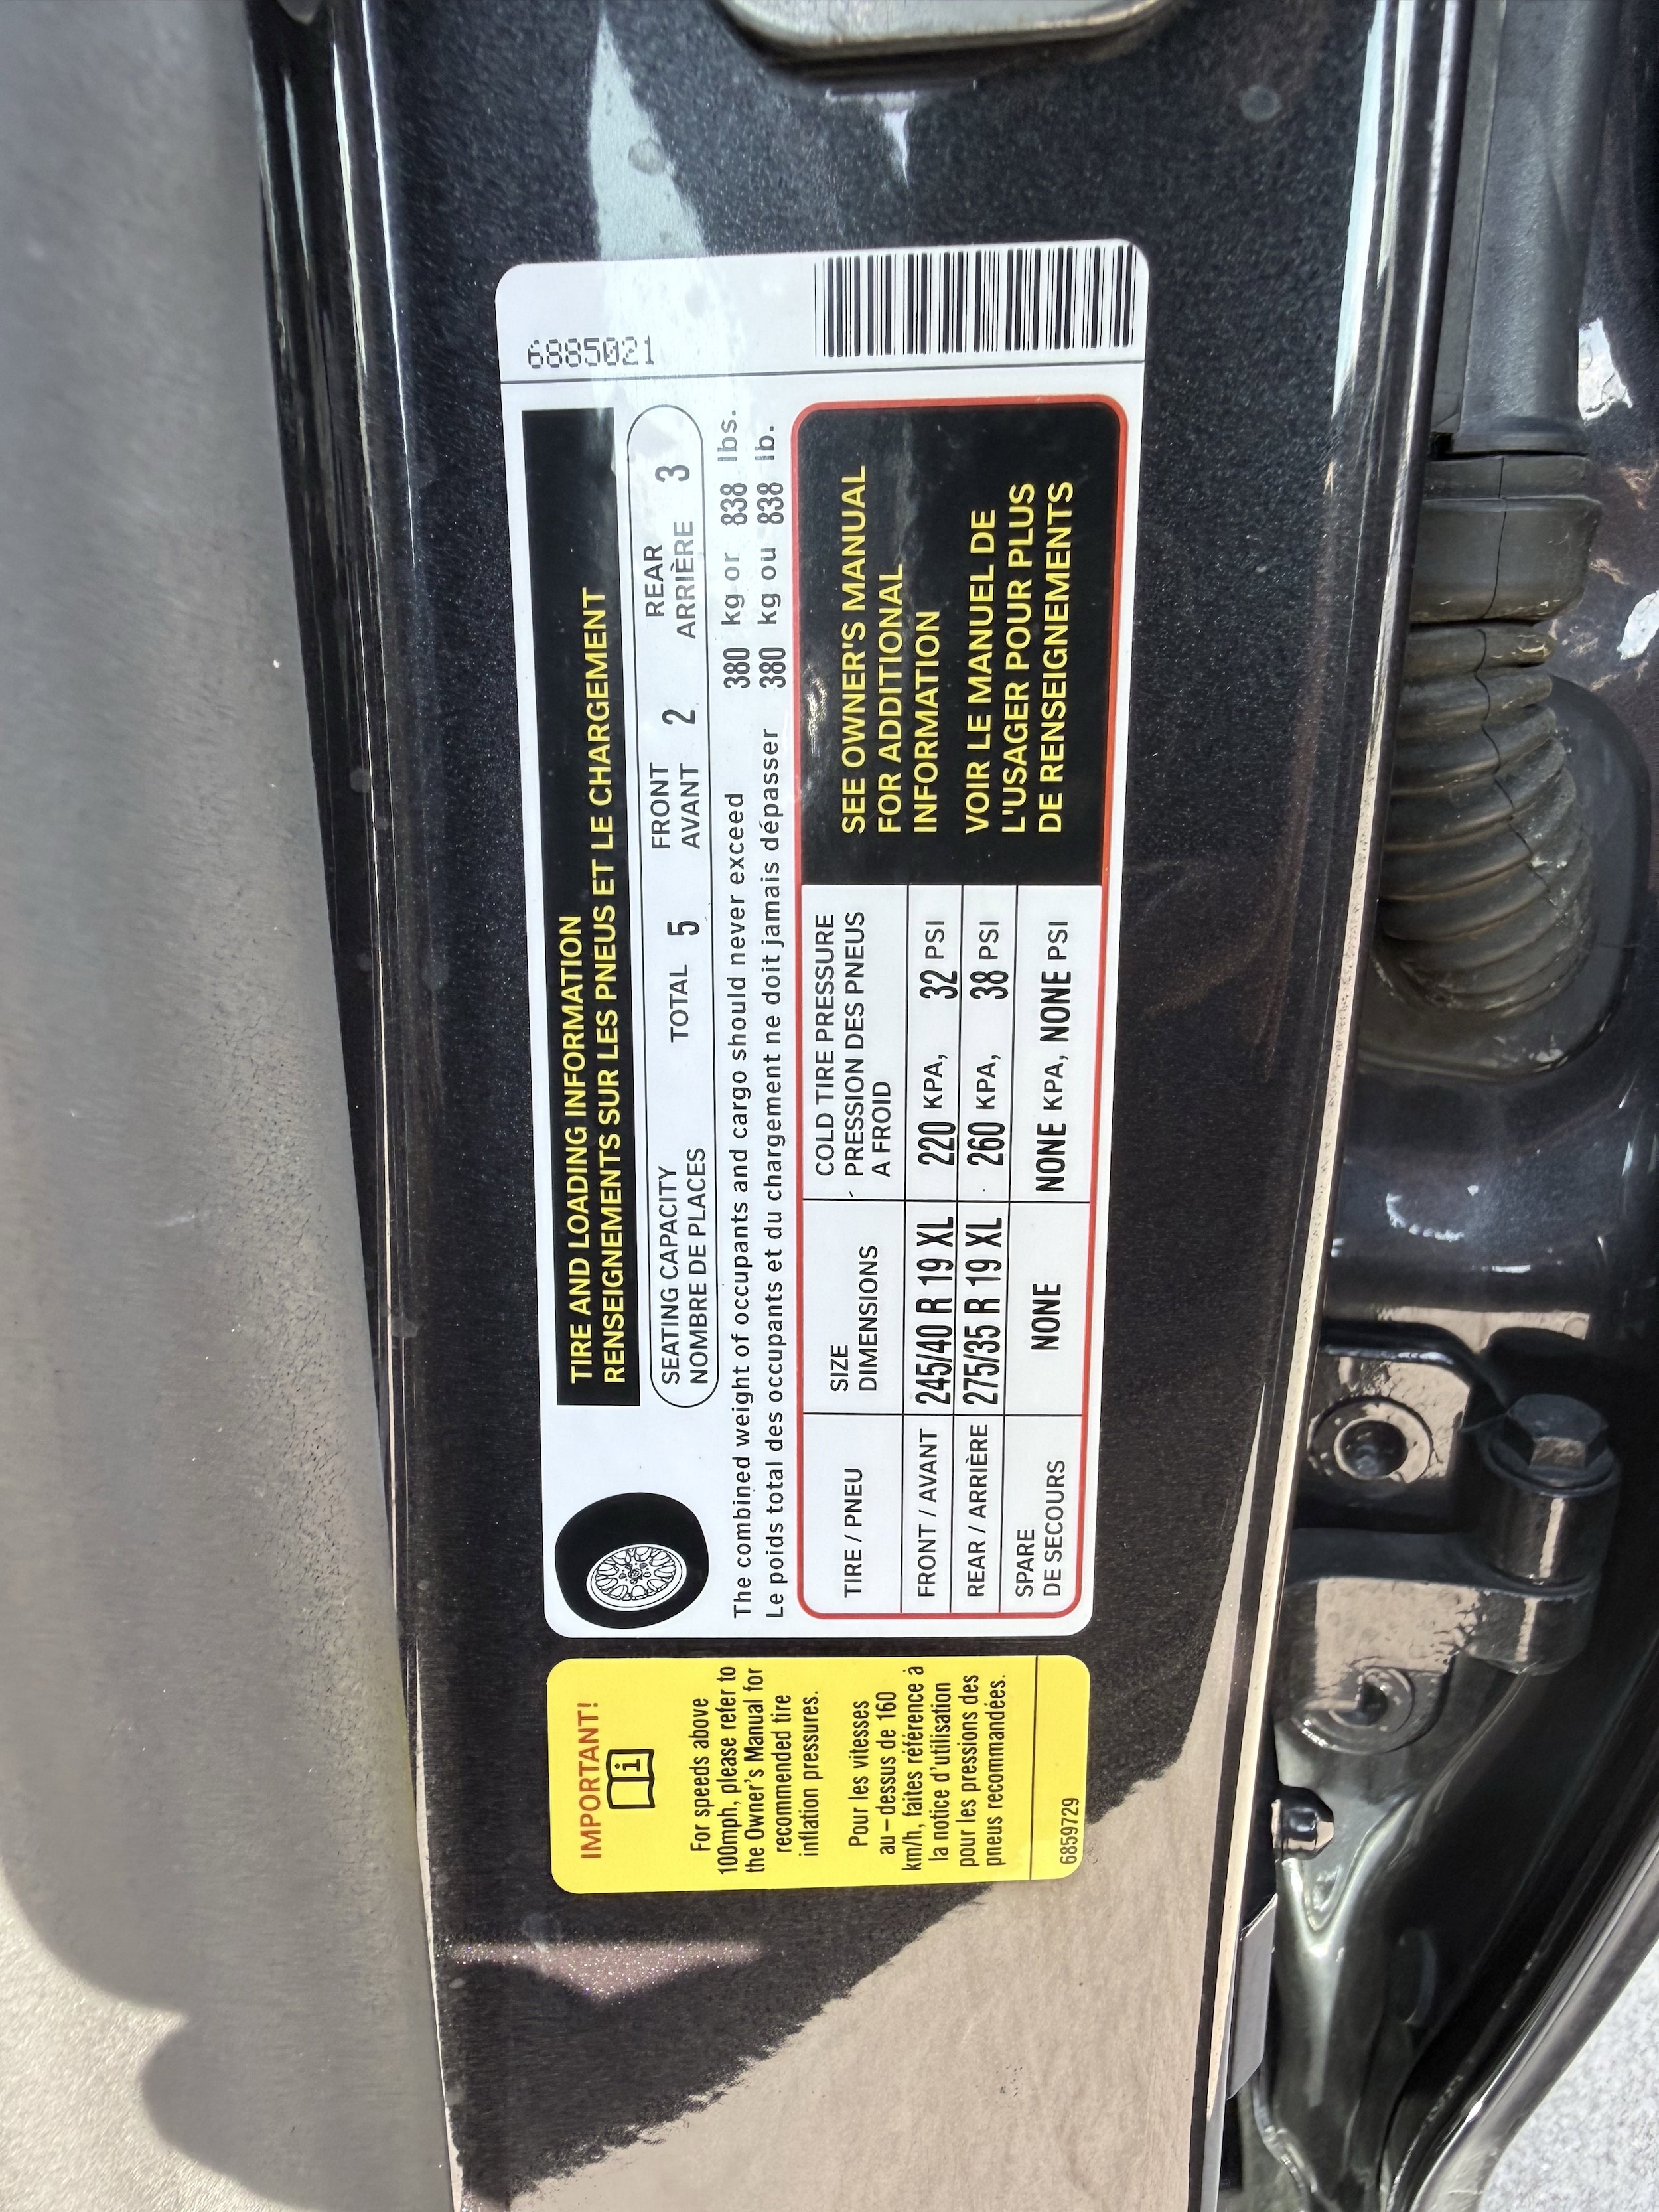 TIRE AND LOADING INFORMATION
RENSEIGNEMENTS SUR LES PNEUS ET LE CHARGEMENT
SEATING CAPACITY
NOMBRE DE PLACES
TOTAL 5
FRONT
AVANT 2
REAR
ARRIÈRE 3
The combined weight of occupants and cargo should never exceed 380 kg or 838 lbs.
Le poids total des occupants et du chargement ne doit jamais dépasser 380 kg ou 838 lb.
TIRE / PNEU
SIZE
DIMENSIONS
COLD TIRE PRESSURE
PRESSION DES PNEUS
A FROID
FRONT / AVANT 245/40 R 19 XL 220 KPA, 32 PSI
REAR / ARRIÈRE 275/35 R 19 XL 260 KPA, 38 PSI
SPARE
DE SECOURS
NONE NONE KPA, NONE PSI
SEE OWNER'S MANUAL
FOR ADDITIONAL
INFORMATION
VOIR LE MANUEL DE
L'USAGER POUR PLUS
DE RENSEIGNEMENTS
6885021
IMPORTANT!
i
For speeds above
100mph, please refer to
the Owner's Manual for
recommended tire
inflation pressures.
Pour les vitesses
au-dessus de 160
km/h, faites référence à
la notice d'utilisation
pour les pressions des
pneus recommandées.
6859729